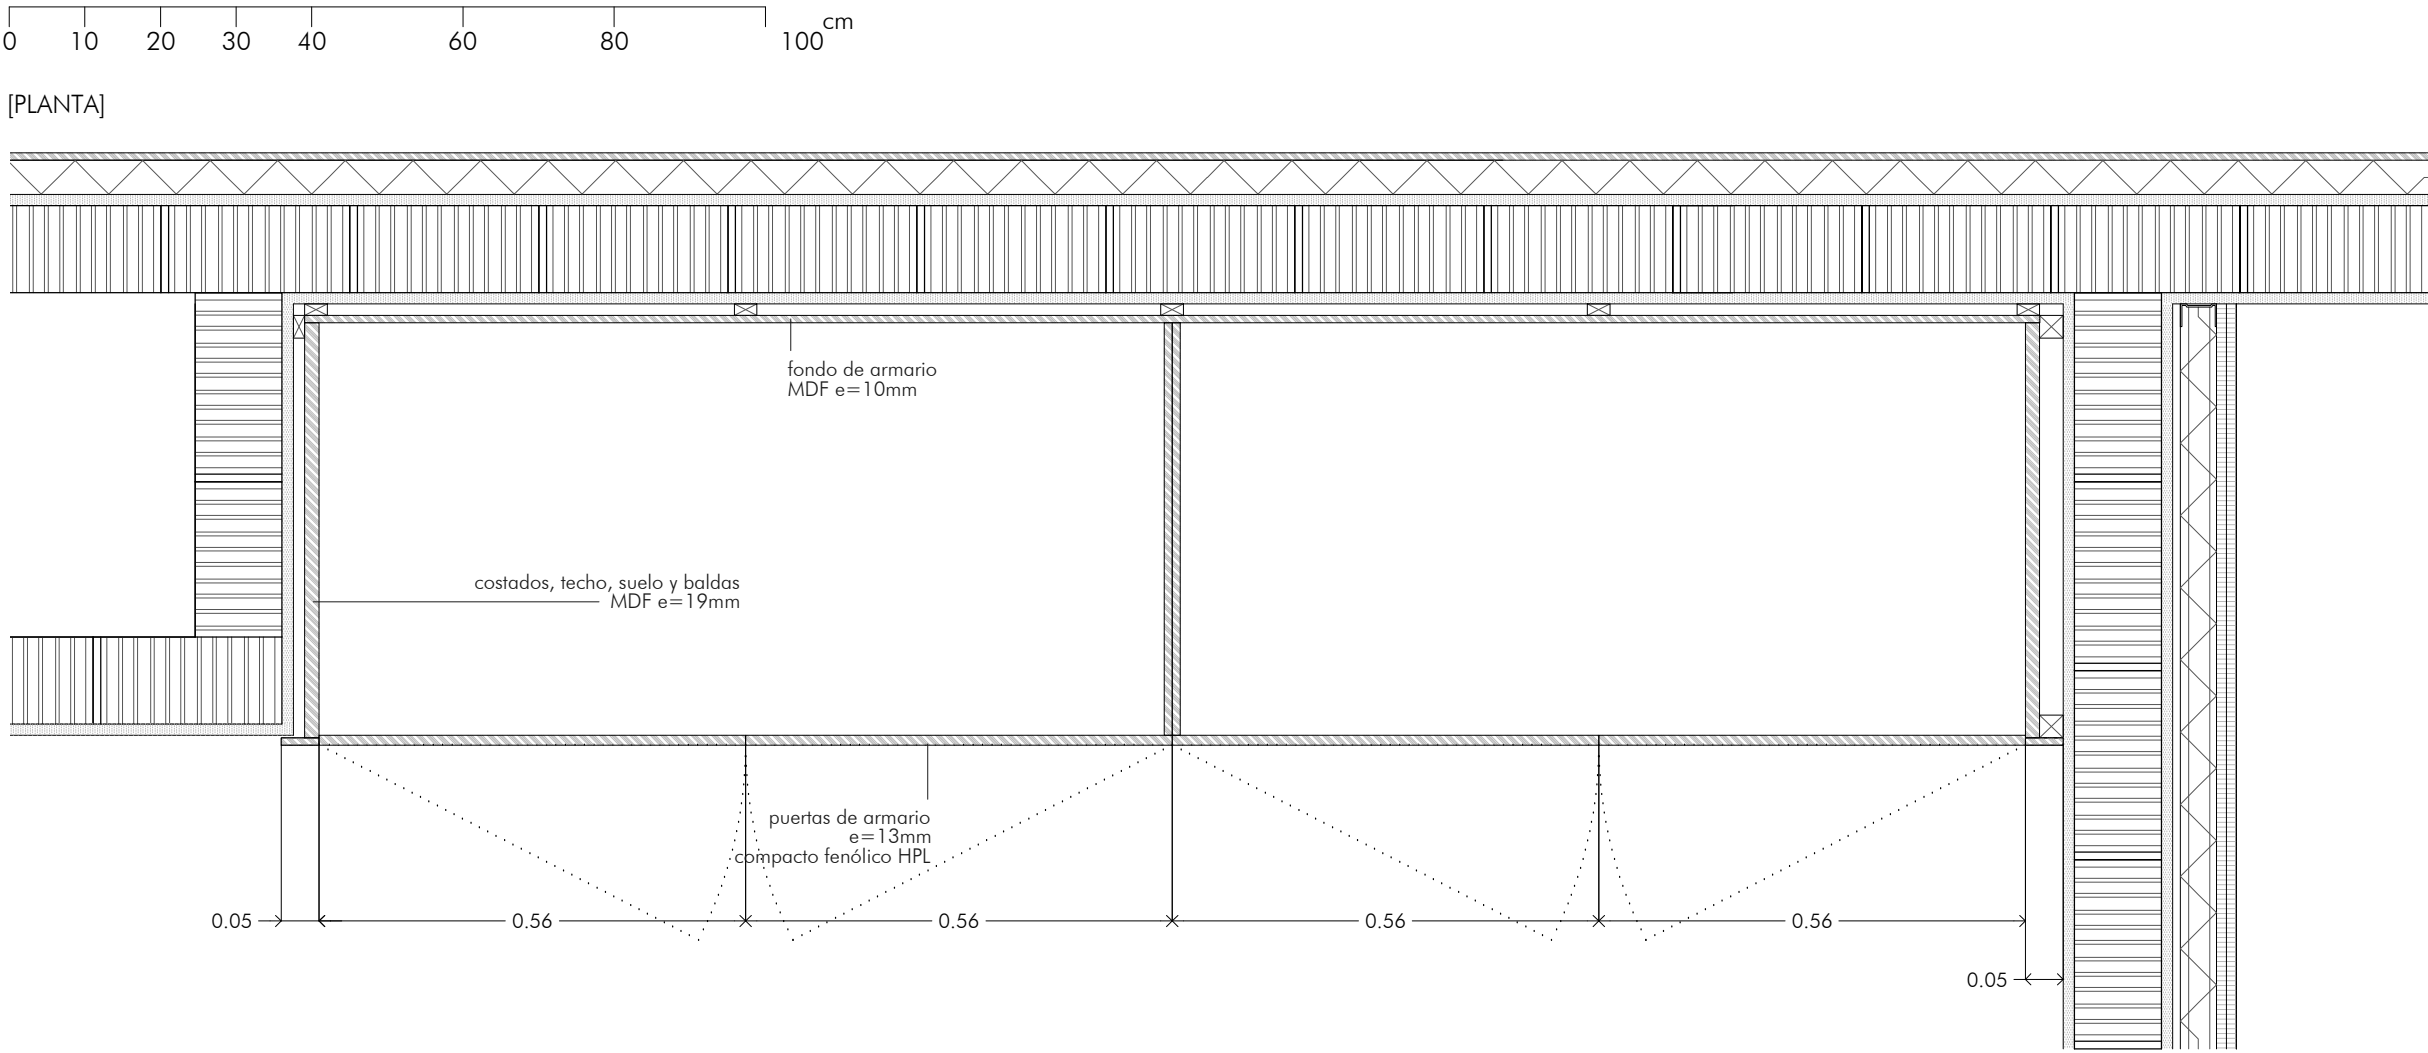 cm
0 10 20 30 40 60 80 100
[PLANTA]
fondo de armario
MDF e=10mm
costados, techo, suelo y baldas
MDF e=19mm
puertas de armario
e=13mm
compacto fenólico HPL
0.05 0.56 0.56 0.56 0.56
0.05